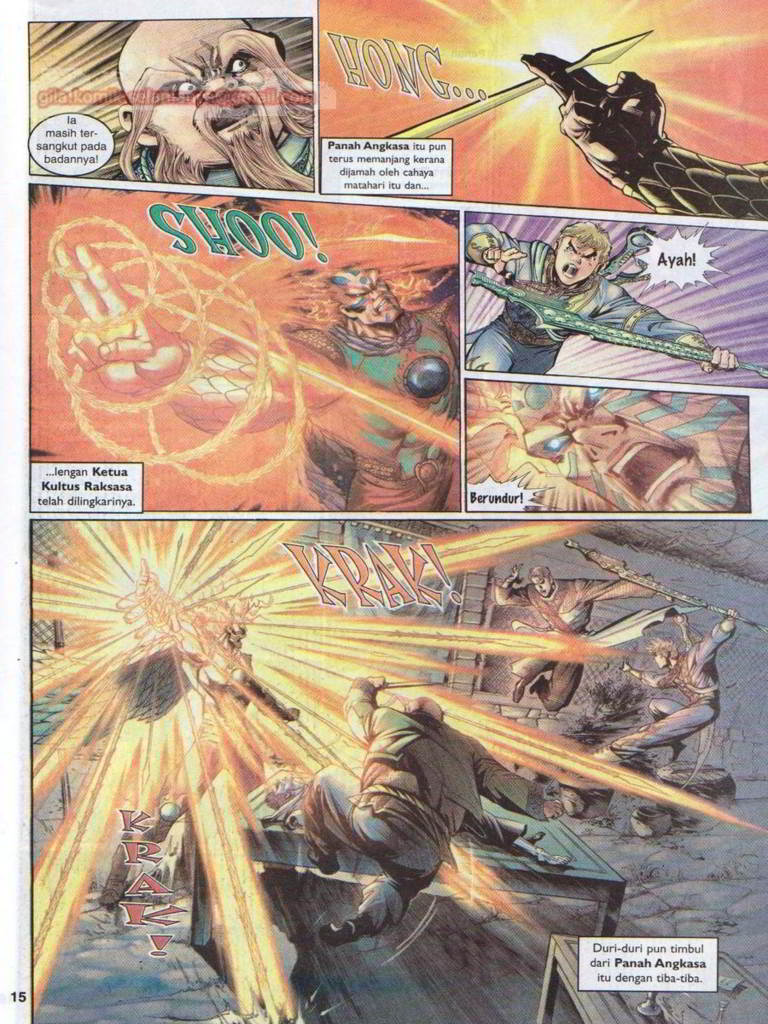 Ia
masih ter-
sangkut pada
badannya!
HONG...
Panah Angkasa itu pun
terus memanjang kerana
dijamah oleh cahaya
matahari itu dan...
SHOO!
...lengan Ketua
Kultus Raksasa
telah dilingkarinya.
Ayah!
Berundur!
KRAK!
KRAK!
Duri-duri pun timbul
dari Panah Angkasa
itu dengan tiba-tiba.
15